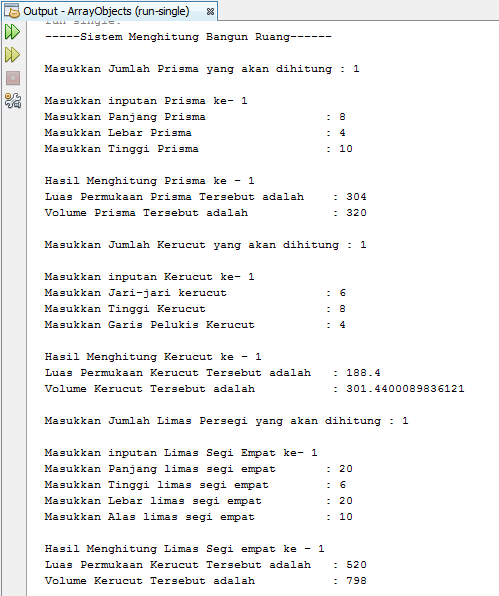 Output - ArrayObjects (run-single)
run-single:
-----Sistem Menghitung Bangun Ruang------
Masukkan Jumlah Prisma yang akan dihitung : 1
Masukkan inputan Prisma ke- 1
Masukkan Panjang Prisma : 8
Masukkan Lebar Prisma : 4
Masukkan Tinggi Prisma : 10
Hasil Menghitung Prisma ke - 1
Luas Permukaan Prisma Tersebut adalah : 304
Volume Prisma Tersebut adalah : 320
Masukkan Jumlah Kerucut yang akan dihitung : 1
Masukkan inputan Kerucut ke- 1
Masukkan Jari-jari kerucut : 6
Masukkan Tinggi Kerucut : 8
Masukkan Garis Pelukis Kerucut : 4
Hasil Menghitung Kerucut ke - 1
Luas Permukaan Kerucut Tersebut adalah : 188.4
Volume Kerucut Tersebut adalah : 301.4400089836121
Masukkan Jumlah Limas Persegi yang akan dihitung : 1
Masukkan inputan Limas Segi Empat ke- 1
Masukkan Panjang limas segi empat : 20
Masukkan Tinggi limas segi empat : 6
Masukkan Lebar limas segi empat : 20
Masukkan Alas limas segi empat : 10
Hasil Menghitung Limas Segi empat ke - 1
Luas Permukaan Kerucut Tersebut adalah : 520
Volume Kerucut Tersebut adalah : 798